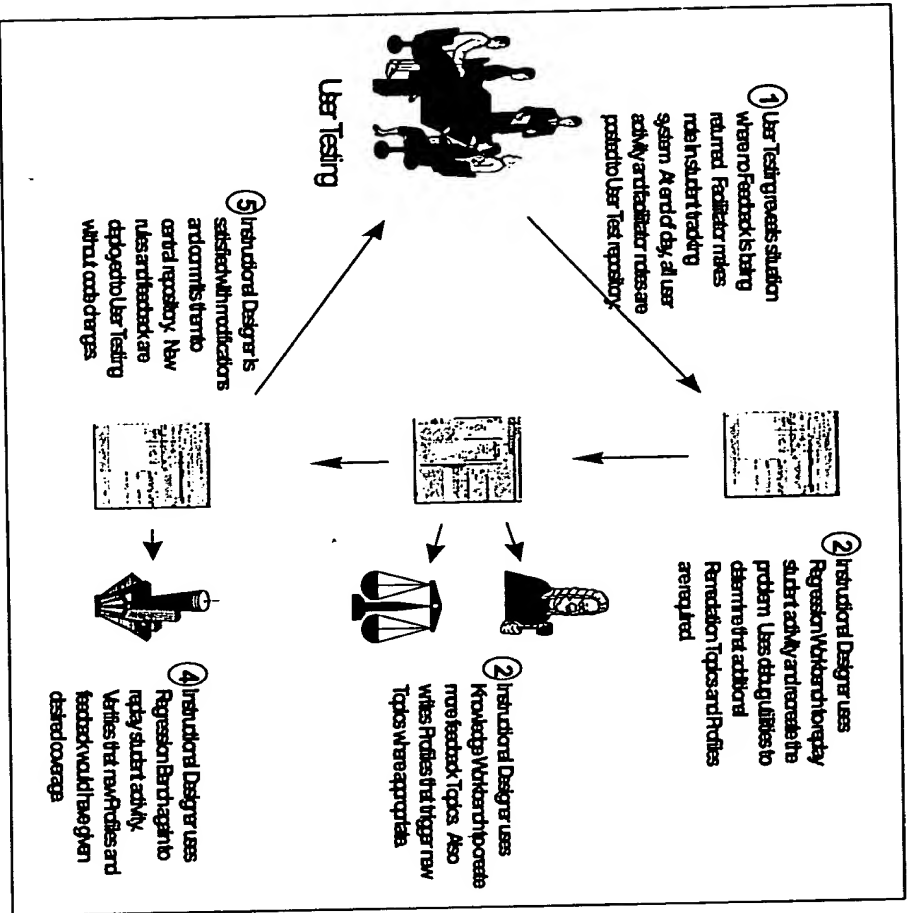 ① User Testing reveals situation
where no Feedback is being
returned. Facilitator makes
note in student tracking
system. At end of day, all user
activity and facilitator notes are
posted to User Test repository.
② Instructional Designer uses
Regression Workbench to replay
student activity and recreate the
problem. Uses debug utilities to
determine that additional
Remediation Topics and Profiles
are required.
② Instructional Designer uses
Knowledge Workbench to create
more feedback Topics. Also
writes Profiles that trigger new
Topics where appropriate.
④ Instructional Designer uses
Regression Bench again to
replay student activity.
Verifies that new Profiles and
feedback would have given
desired coverage.
⑤ Instructional Designer is
satisfied with modifications
and commits them to
central repository. New
rules and feedback are
deployed to User Testing
without code changes.
User Testing